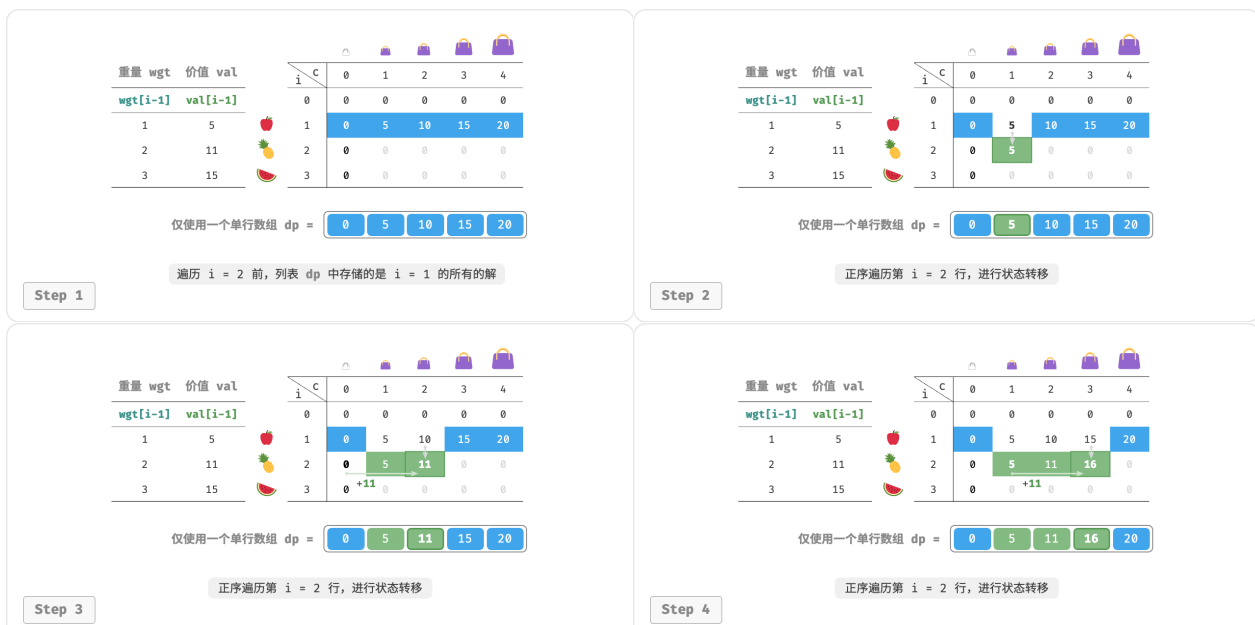 重量 wgt 价值 val
i c 0 1 2 3 4
wgt[i-1] val[i-1] 0 0 0 0 0 0
1 5 1 0 5 10 15 20
2 11 2 0 0 0 0 0
3 15 3 0 0 0 0 0
仅使用一个单行数组 dp = 0 5 10 15 20
遍历 i = 2 前，列表 dp 中存储的是 i = 1 的所有的解
Step 1
重量 wgt 价值 val
i c 0 1 2 3 4
wgt[i-1] val[i-1] 0 0 0 0 0 0
1 5 1 0 5 10 15 20
2 11 2 0 5 0 0 0
3 15 3 0 0 0 0 0
仅使用一个单行数组 dp = 0 5 10 15 20
正序遍历第 i = 2 行，进行状态转移
Step 2
重量 wgt 价值 val
i c 0 1 2 3 4
wgt[i-1] val[i-1] 0 0 0 0 0 0
1 5 1 0 5 10 15 20
2 11 2 0 5 11 0 0
+11
3 15 3 0 0 0 0 0
仅使用一个单行数组 dp = 0 5 11 15 20
正序遍历第 i = 2 行，进行状态转移
Step 3
重量 wgt 价值 val
i c 0 1 2 3 4
wgt[i-1] val[i-1] 0 0 0 0 0 0
1 5 1 0 5 10 15 20
2 11 2 0 5 11 16 0
+11
3 15 3 0 0 0 0 0
仅使用一个单行数组 dp = 0 5 11 16 20
正序遍历第 i = 2 行，进行状态转移
Step 4